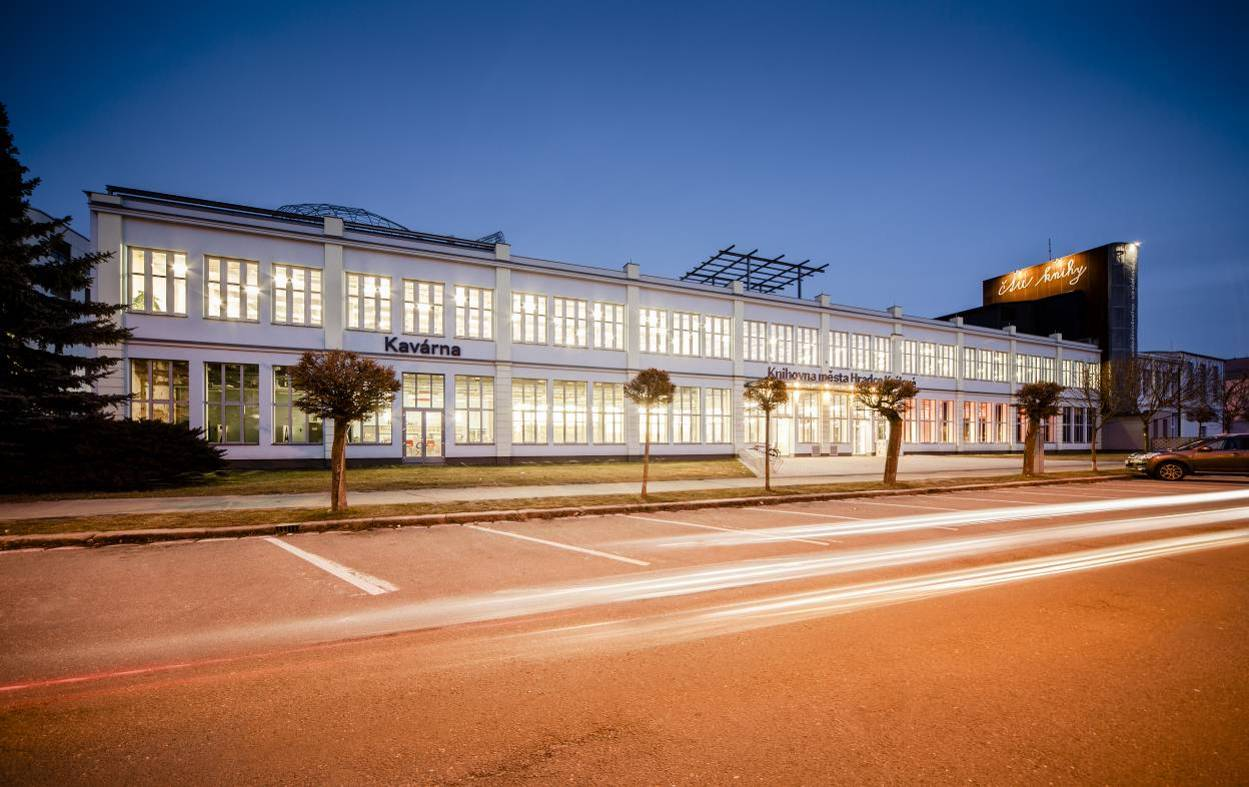 Kavárna
Knihovna města Hradce Králové
čtu knihy